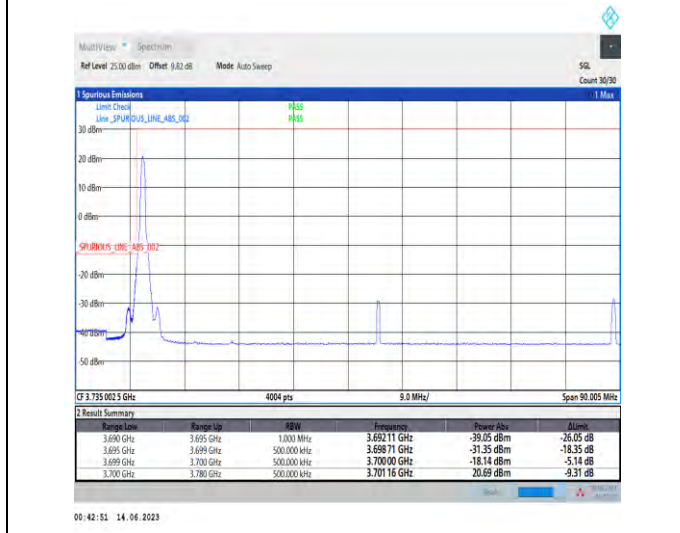 MultiView Spectrum
Ref Level 25.00 dBm Offset 9.82 dB Mode Auto Sweep SGL
Count 30/30
1 Spurious Emissions 1 Max
Limit Check PASS
Line _SPURIOUS_LINE_ABS_002 PASS
30 dBm
20 dBm
10 dBm
0 dBm
_SPURIOUS_LINE_ABS_002
-20 dBm
-30 dBm
-40 dBm
-50 dBm
CF 3.735 002 5 GHz 4004 pts 9.0 MHz/ Span 90.005 MHz
2 Result Summary
Range Low Range Up RBW Frequency Power Abs ΔLimit
3.690 GHz 3.695 GHz 1.000 MHz 3.692 11 GHz -39.05 dBm -26.05 dB
3.695 GHz 3.699 GHz 500.000 kHz 3.698 71 GHz -31.35 dBm -18.35 dB
3.699 GHz 3.700 GHz 500.000 kHz 3.700 00 GHz -18.14 dBm -5.14 dB
3.700 GHz 3.780 GHz 500.000 kHz 3.701 16 GHz 20.69 dBm -9.31 dB
00:42:51 14.06.2023